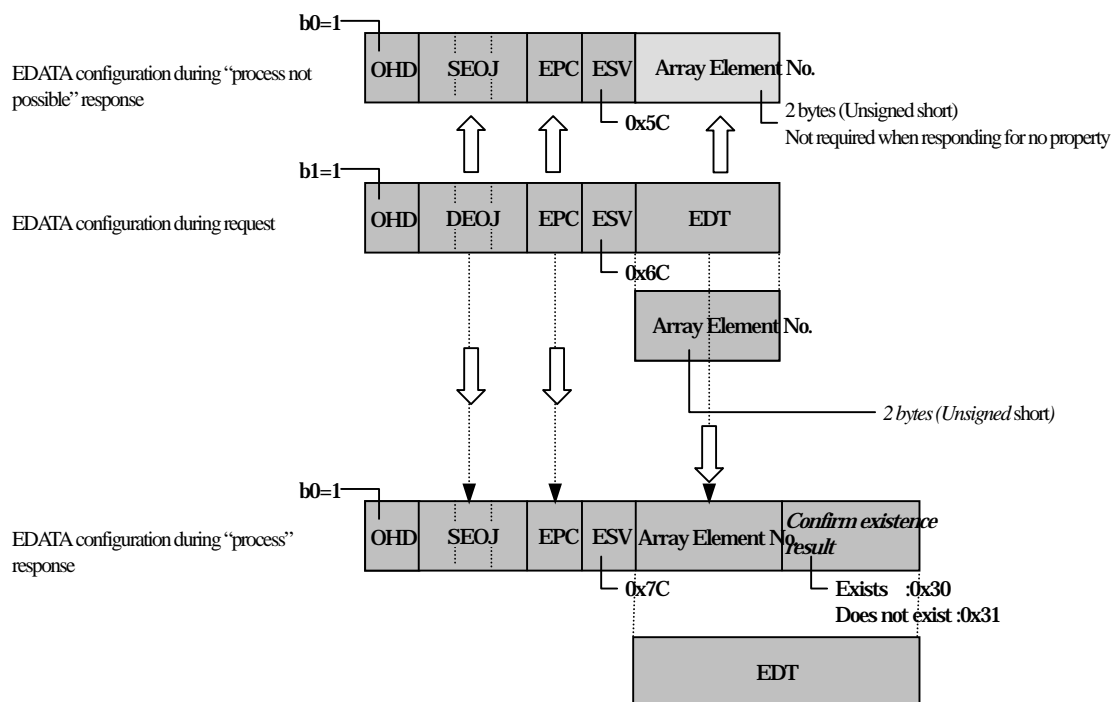 b0=1
EDATA configuration during “process not
possible” response
OHD SEOJ EPC ESV Array Element No.
0x5C
2 bytes (Unsigned short)
Not required when responding for no property
b1=1
EDATA configuration during request
OHD DEOJ EPC ESV EDT
0x6C
Array Element No.
2 bytes (Unsigned short)
b0=1
EDATA configuration during “process”
response
OHD SEOJ EPC ESV Array Element No.
Confirm existence
result
0x7C
Exists :0x30
Does not exist :0x31
EDT